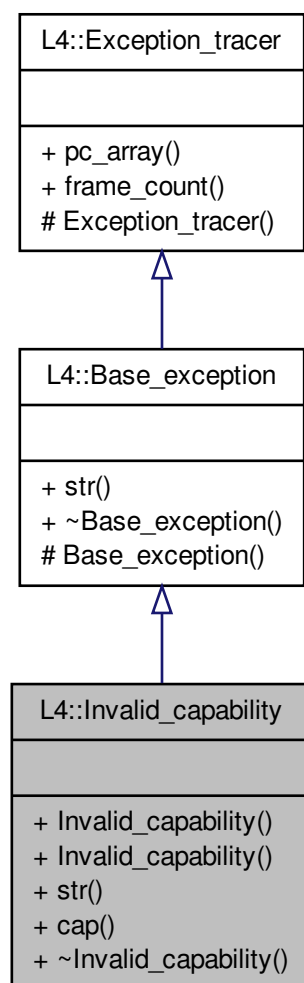 L4::Exception_tracer
+ pc_array()
+ frame_count()
# Exception_tracer()
L4::Base_exception
+ str()
+ ~Base_exception()
# Base_exception()
L4::Invalid_capability
+ Invalid_capability()
+ Invalid_capability()
+ str()
+ cap()
+ ~Invalid_capability()